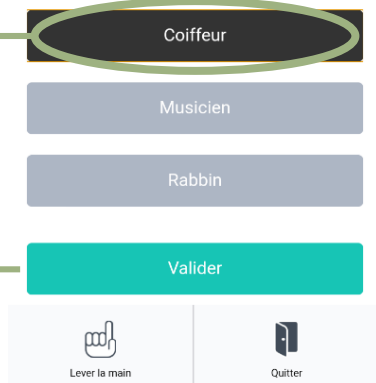 Coiffeur
Musicien
Rabbin
Valider
Lever la main
Quitter